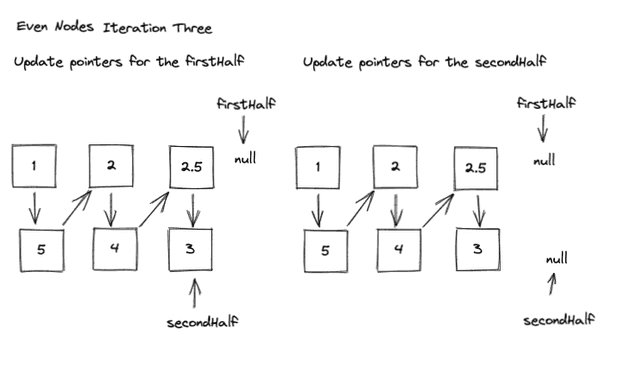 Even Nodes Iteration Three
Update pointers for the firstHalf
firstHalf
null
1
2
2.5
5
4
3
secondHalf
Update pointers for the secondHalf
firstHalf
null
1
2
2.5
5
4
3
null
secondHalf